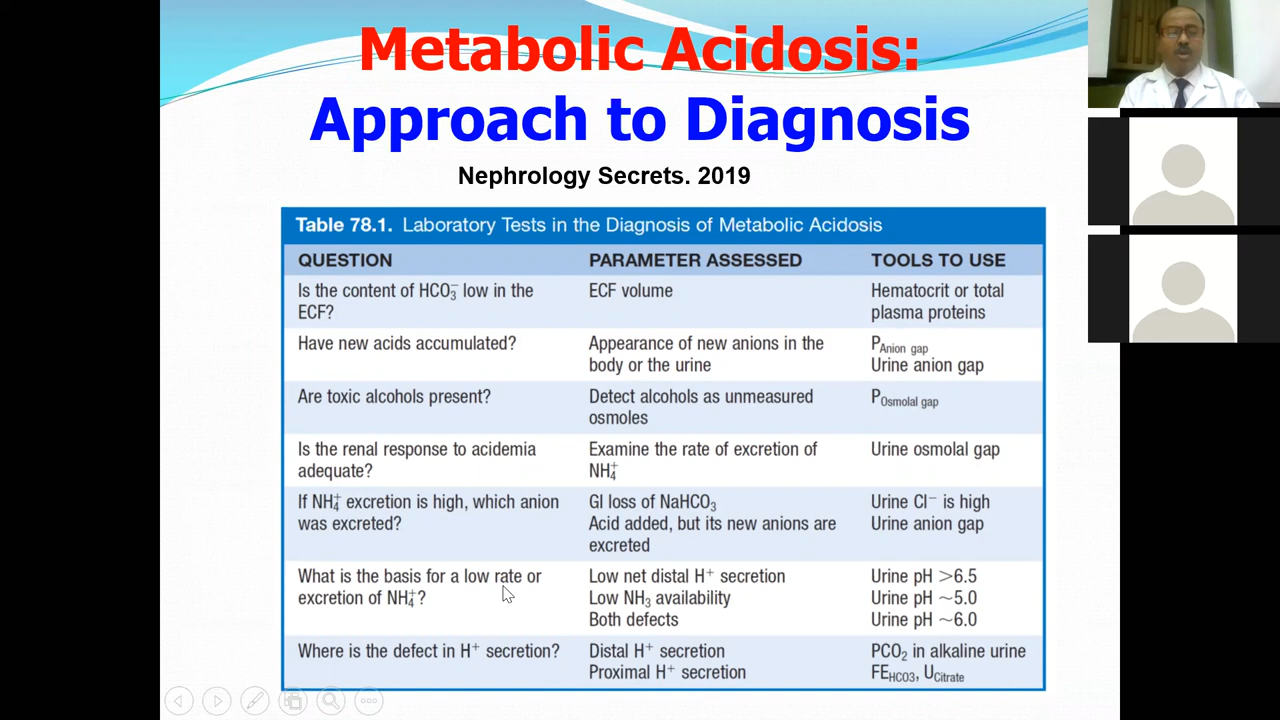 Metabolic Acidosis:
Approach to Diagnosis
Nephrology Secrets. 2019
Table 78.1. Laboratory Tests in the Diagnosis of Metabolic Acidosis
QUESTION PARAMETER ASSESSED TOOLS TO USE
Is the content of HCO₃⁻ low in the ECF volume Hematocrit or total
ECF? plasma proteins
Have new acids accumulated? Appearance of new anions in the P Anion gap
body or the urine Urine anion gap
Are toxic alcohols present? Detect alcohols as unmeasured P Osmolal gap
osmoles
Is the renal response to acidemia Examine the rate of excretion of Urine osmolal gap
adequate? NH₄⁺
If NH₄⁺ excretion is high, which anion GI loss of NaHCO₃ Urine Cl⁻ is high
was excreted? Acid added, but its new anions are Urine anion gap
excreted
What is the basis for a low rate or Low net distal H⁺ secretion Urine pH >6.5
excretion of NH₄⁺? Low NH₃ availability Urine pH ~5.0
Both defects Urine pH ~6.0
Where is the defect in H⁺ secretion? Distal H⁺ secretion PCO₂ in alkaline urine
Proximal H⁺ secretion FE HCO3, U Citrate